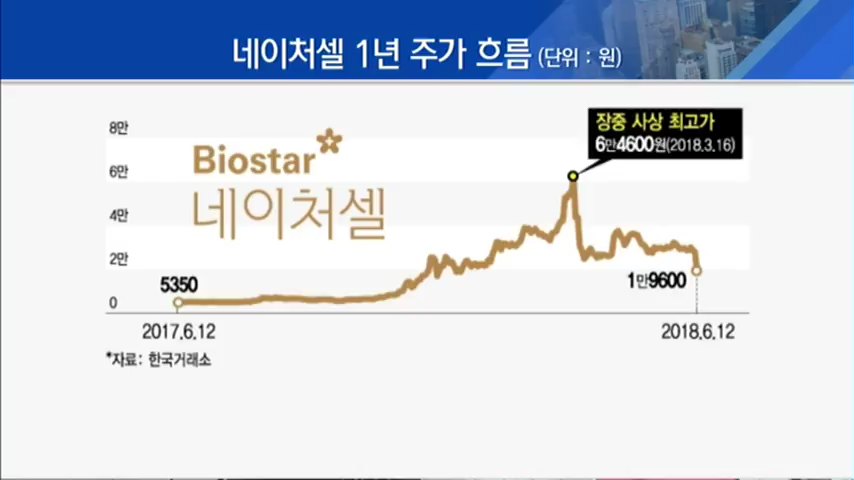 네이처셀 1년 주가 흐름 (단위 : 원)
8만
6만
4만
2만
0
Biostar
네이처셀
장중 사상 최고가
6만4600원(2018.3.16)
5350
1만9600
2017.6.12
2018.6.12
*자료: 한국거래소